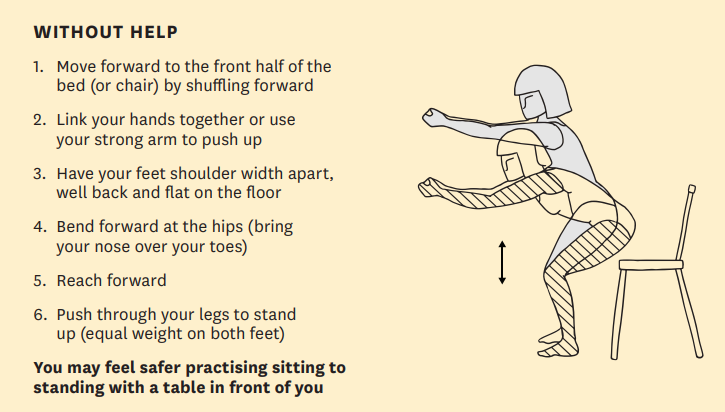 WITHOUT HELP
1. Move forward to the front half of the
bed (or chair) by shuffling forward
2. Link your hands together or use
your strong arm to push up
3. Have your feet shoulder width apart,
well back and flat on the floor
4. Bend forward at the hips (bring
your nose over your toes)
5. Reach forward
6. Push through your legs to stand
up (equal weight on both feet)
You may feel safer practising sitting to
standing with a table in front of you